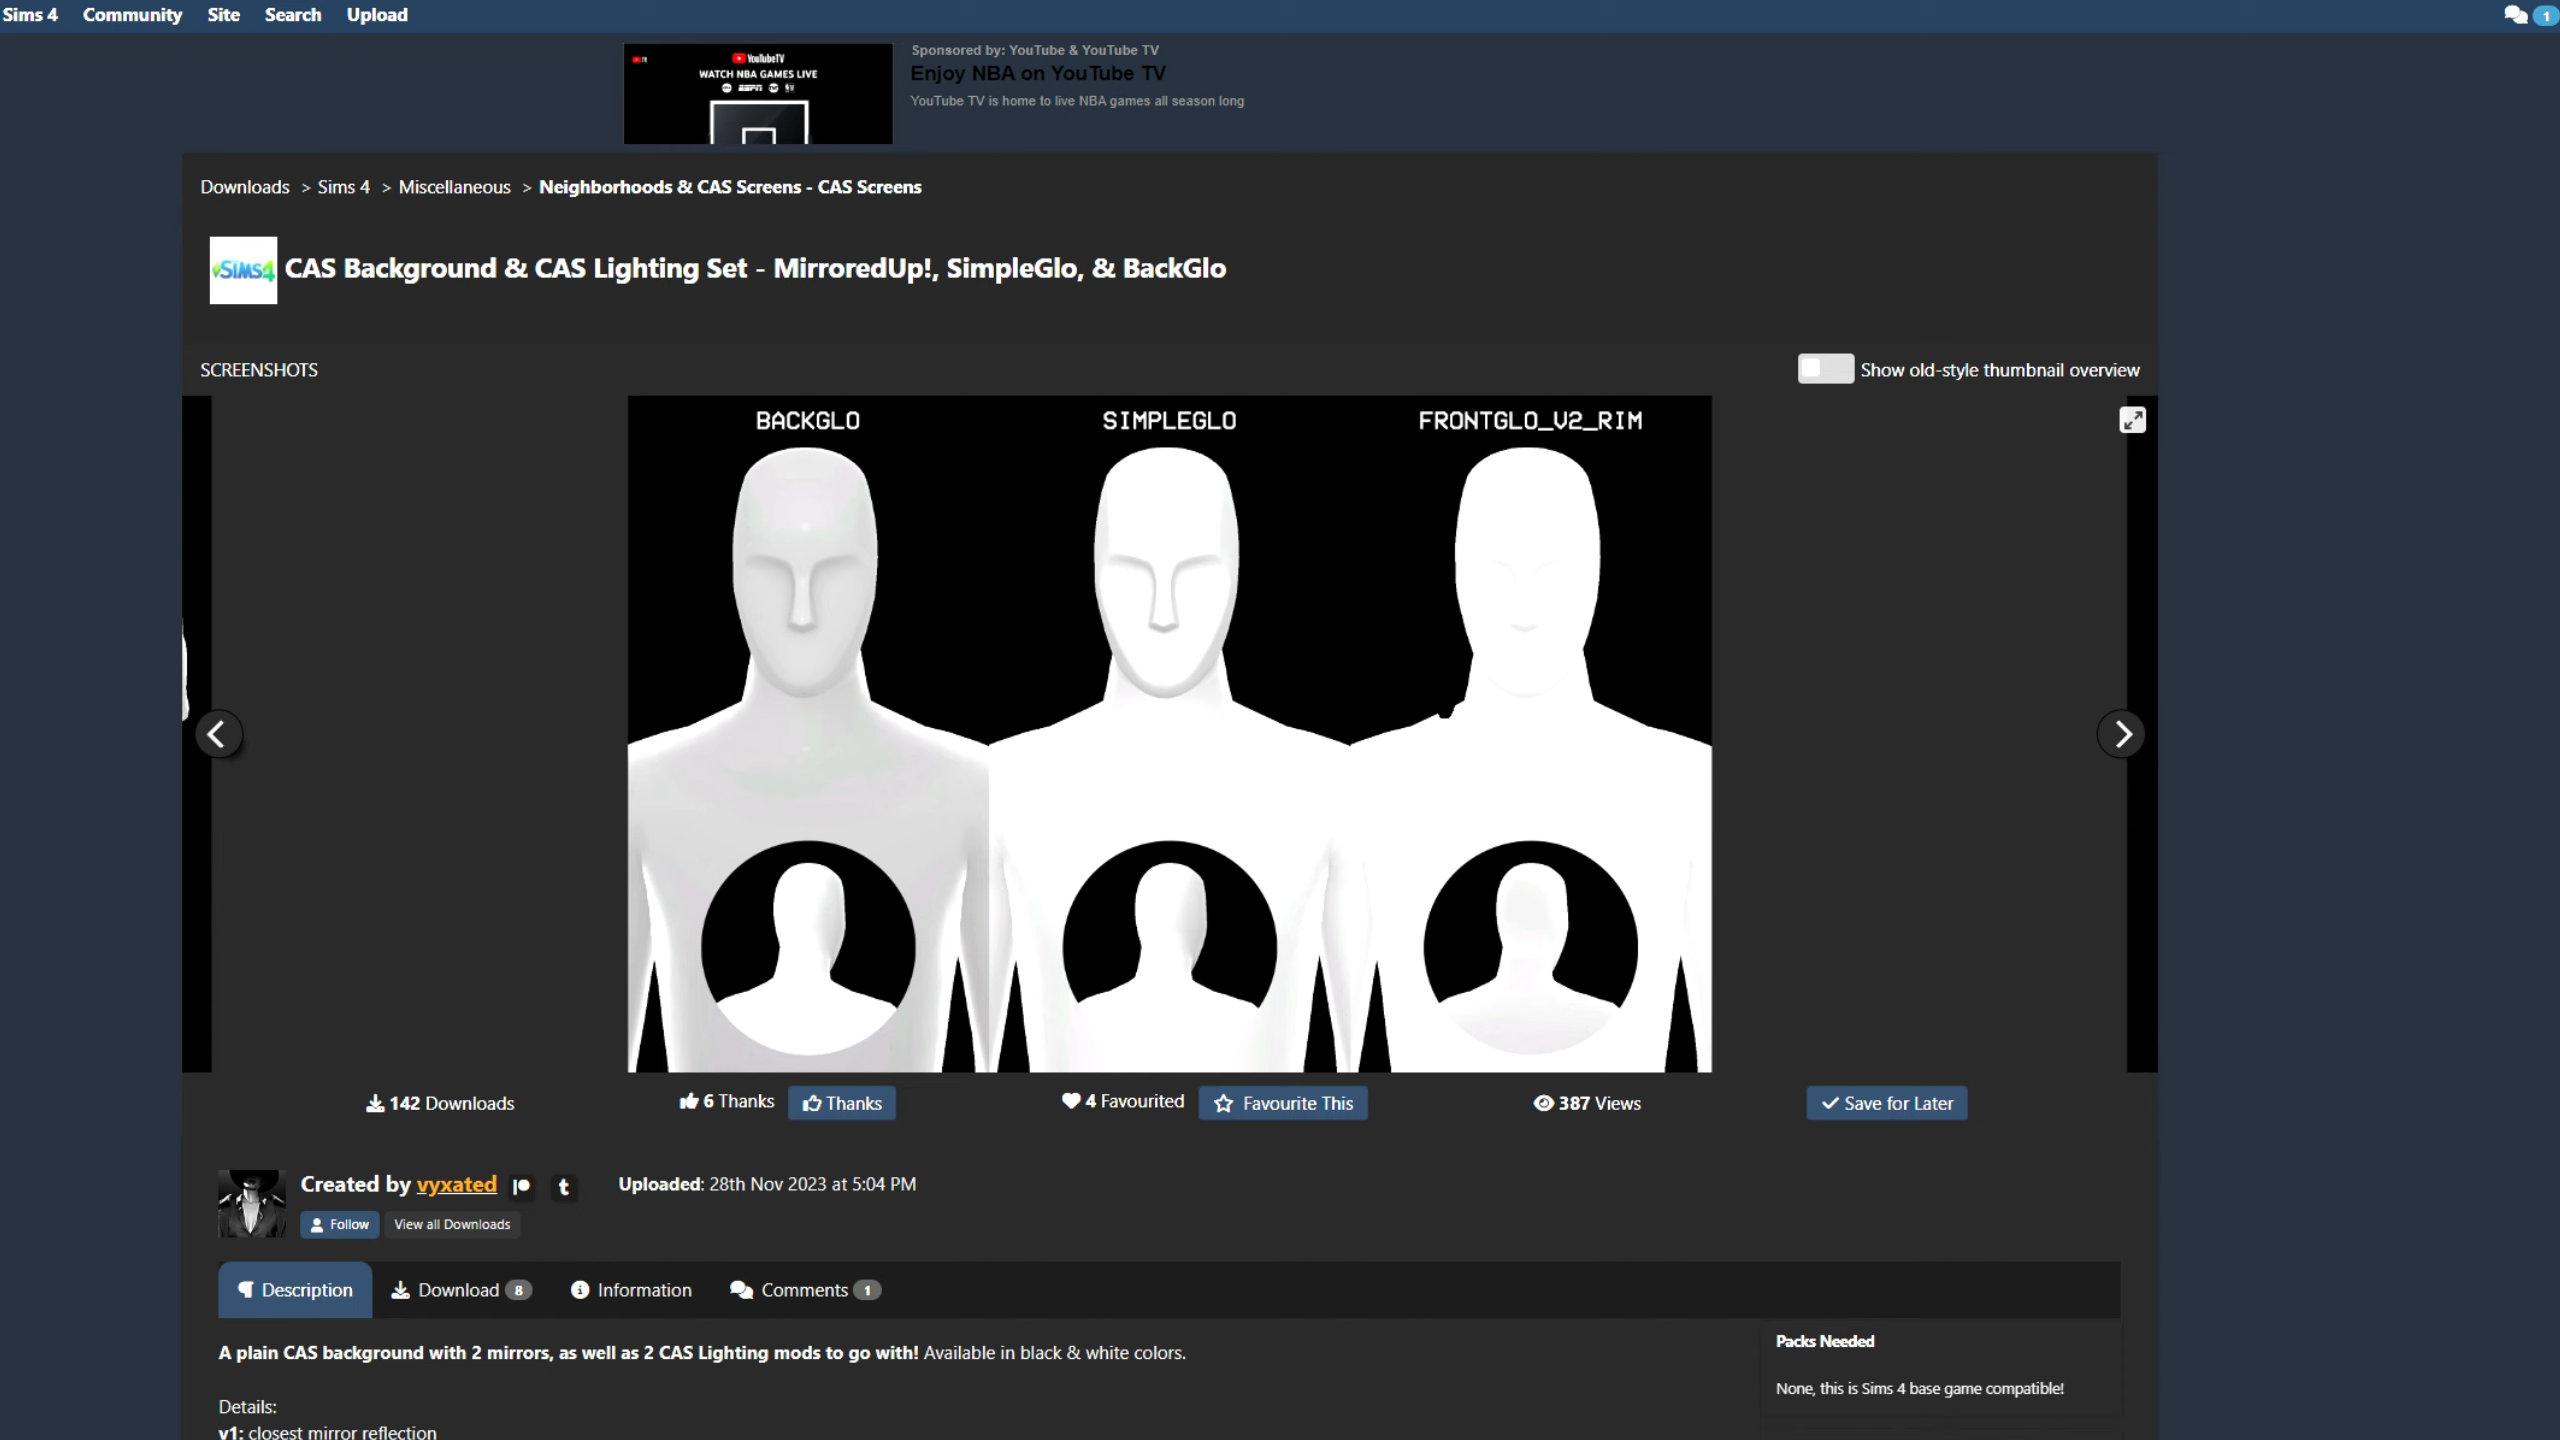 Sims 4 Community Site Search Upload
1
YouTubeTV
WATCH NBA GAMES LIVE
ESPN
Sponsored by: YouTube & YouTube TV
Enjoy NBA on YouTube TV
YouTube TV is home to live NBA games all season long
Downloads > Sims 4 > Miscellaneous > Neighborhoods & CAS Screens - CAS Screens
SIMS4
CAS Background & CAS Lighting Set - MirroredUp!, SimpleGlo, & BackGlo
SCREENSHOTS
Show old-style thumbnail overview
BACKGLO SIMPLEGLO FRONTGLO_V2_RIM
142 Downloads 6 Thanks Thanks 4 Favourited Favourite This 387 Views Save for Later
Created by vyxated t Uploaded: 28th Nov 2023 at 5:04 PM
Follow View all Downloads
Description Download 8 Information Comments 1
A plain CAS background with 2 mirrors, as well as 2 CAS Lighting mods to go with! Available in black & white colors.
Details:
v1: closest mirror reflection
Packs Needed
None, this is Sims 4 base game compatible!